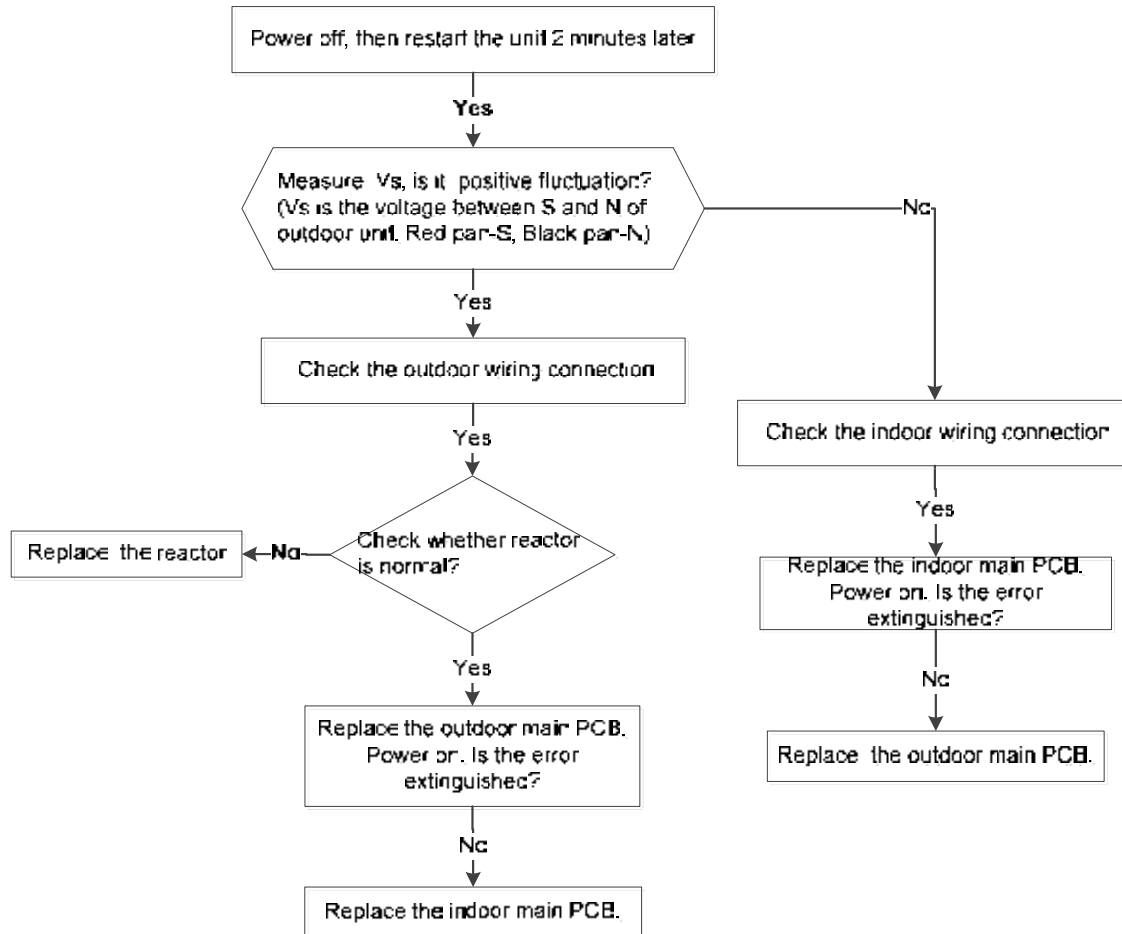 Power off, then restart the unit 2 minutes later
Yes
Measure Vs, is it positive fluctuation?
(Vs is the voltage between S and N of
outdoor unit. Red pan-S, Black pan-N)
No
Yes
Check the outdoor wiring connection
Yes
Check the indoor wiring connection
Yes
Check whether reactor
is normal?
No
Replace the reactor
Replace the indoor main PCB.
Power on. Is the error
extinguished?
Yes
No
Replace the outdoor main PCB.
Power on. Is the error
extinguished?
Replace the outdoor main PCB.
No
Replace the indoor main PCB.